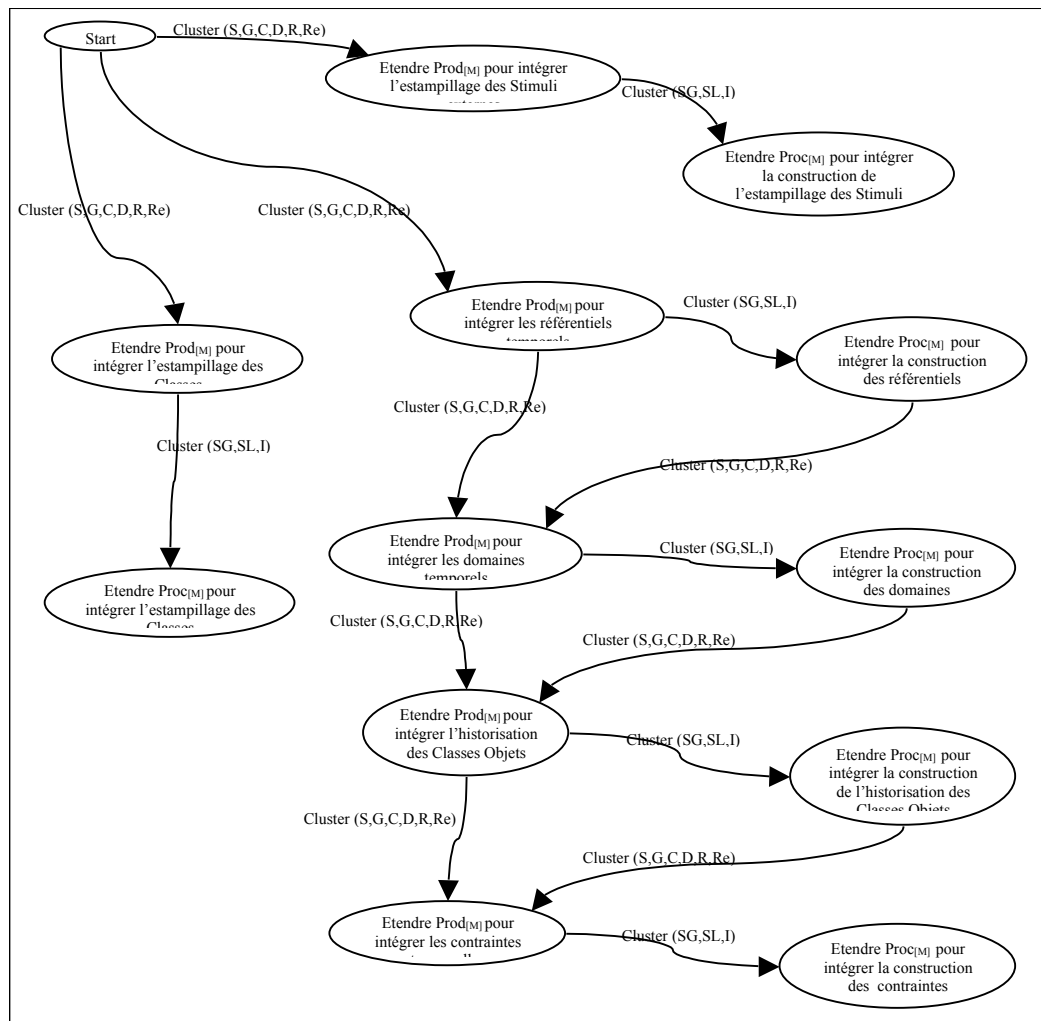 Start
Cluster (S,G,C,D,R,Re)
Etendre Prod[M] pour intégrer
l'estampillage des Stimuli
Cluster (SG,SL,I)
Etendre Proc[M] pour intégrer
la construction de
l'estampillage des Stimuli
Cluster (S,G,C,D,R,Re)
Cluster (S,G,C,D,R,Re)
Etendre Prod[M] pour
intégrer les référentiels
temporels
Cluster (SG,SL,I)
Etendre Proc[M] pour
intégrer la construction
des référentiels
Etendre Prod[M] pour
intégrer l'estampillage des
Classes
Cluster (S,G,C,D,R,Re)
Cluster (SG,SL,I)
Cluster (S,G,C,D,R,Re)
Etendre Prod[M] pour
intégrer les domaines
temporels
Cluster (SG,SL,I)
Etendre Proc[M] pour
intégrer la construction
des domaines
Etendre Proc[M] pour
intégrer l'estampillage des
Classes
Cluster (S,G,C,D,R,Re)
Cluster (S,G,C,D,R,Re)
Etendre Prod[M] pour
intégrer l'historisation
des Classes Objets
Cluster (SG,SL,I)
Etendre Proc[M] pour
intégrer la construction
de l'historisation des
Classes Objets
Cluster (S,G,C,D,R,Re)
Cluster (S,G,C,D,R,Re)
Etendre Prod[M] pour
intégrer les contraintes
Cluster (SG,SL,I)
Etendre Proc[M] pour
intégrer la construction
des contraintes